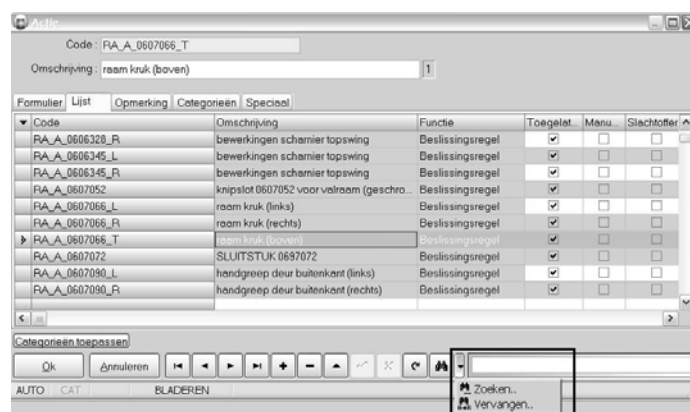 Actie
Code : RA_A_0607066_T
Omschrijving : raam kruk (boven) 1
Formulier Lijst Opmerking Categorieën Speciaal
Code Omschrijving Functie Toegelat... Manu... Slachtoffer
RA_A_0606328_R bewerkingen scharnier topswing Beslissingsregel
RA_A_0606345_L bewerkingen scharnier topswing Beslissingsregel
RA_A_0606345_R bewerkingen scharnier topswing Beslissingsregel
RA_A_0607052 knipslot 0607052 voor valraam (geschro... Beslissingsregel
RA_A_0607066_L raam kruk (links) Beslissingsregel
RA_A_0607066_R raam kruk (rechts) Beslissingsregel
RA_A_0607066_T raam kruk (boven) Beslissingsregel
RA_A_0607072 SLUITSTUK 0697072 Beslissingsregel
RA_A_0607090_L handgreep deur buitenkant (links) Beslissingsregel
RA_A_0607090_R handgreep deur buitenkant (rechts) Beslissingsregel
Categorieën toepassen
Ok Annuleren
AUTO CAT BLADEREN
Zoeken..
Vervangen..